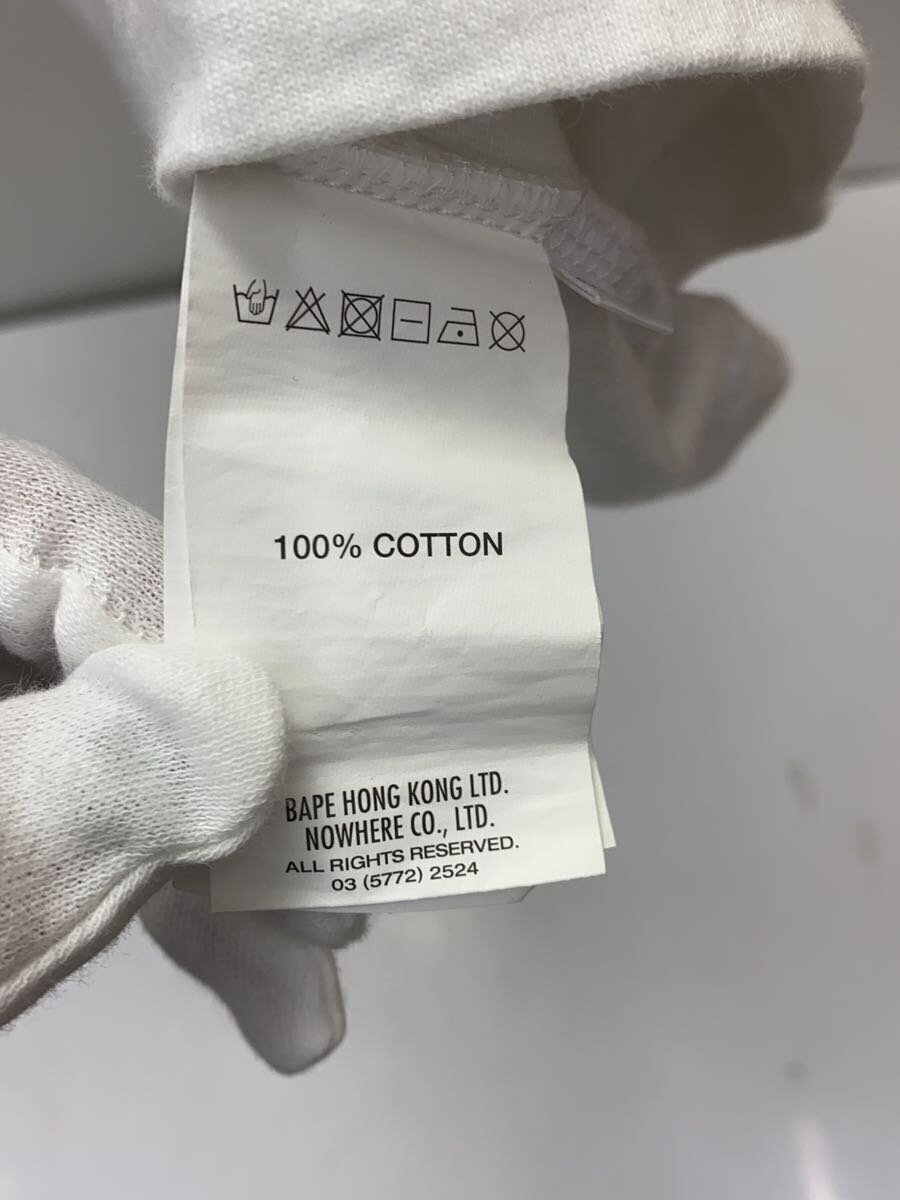 100% COTTON
BAPE HONG KONG LTD.
NOWHERE CO., LTD.
ALL RIGHTS RESERVED.
03 (5772) 2524